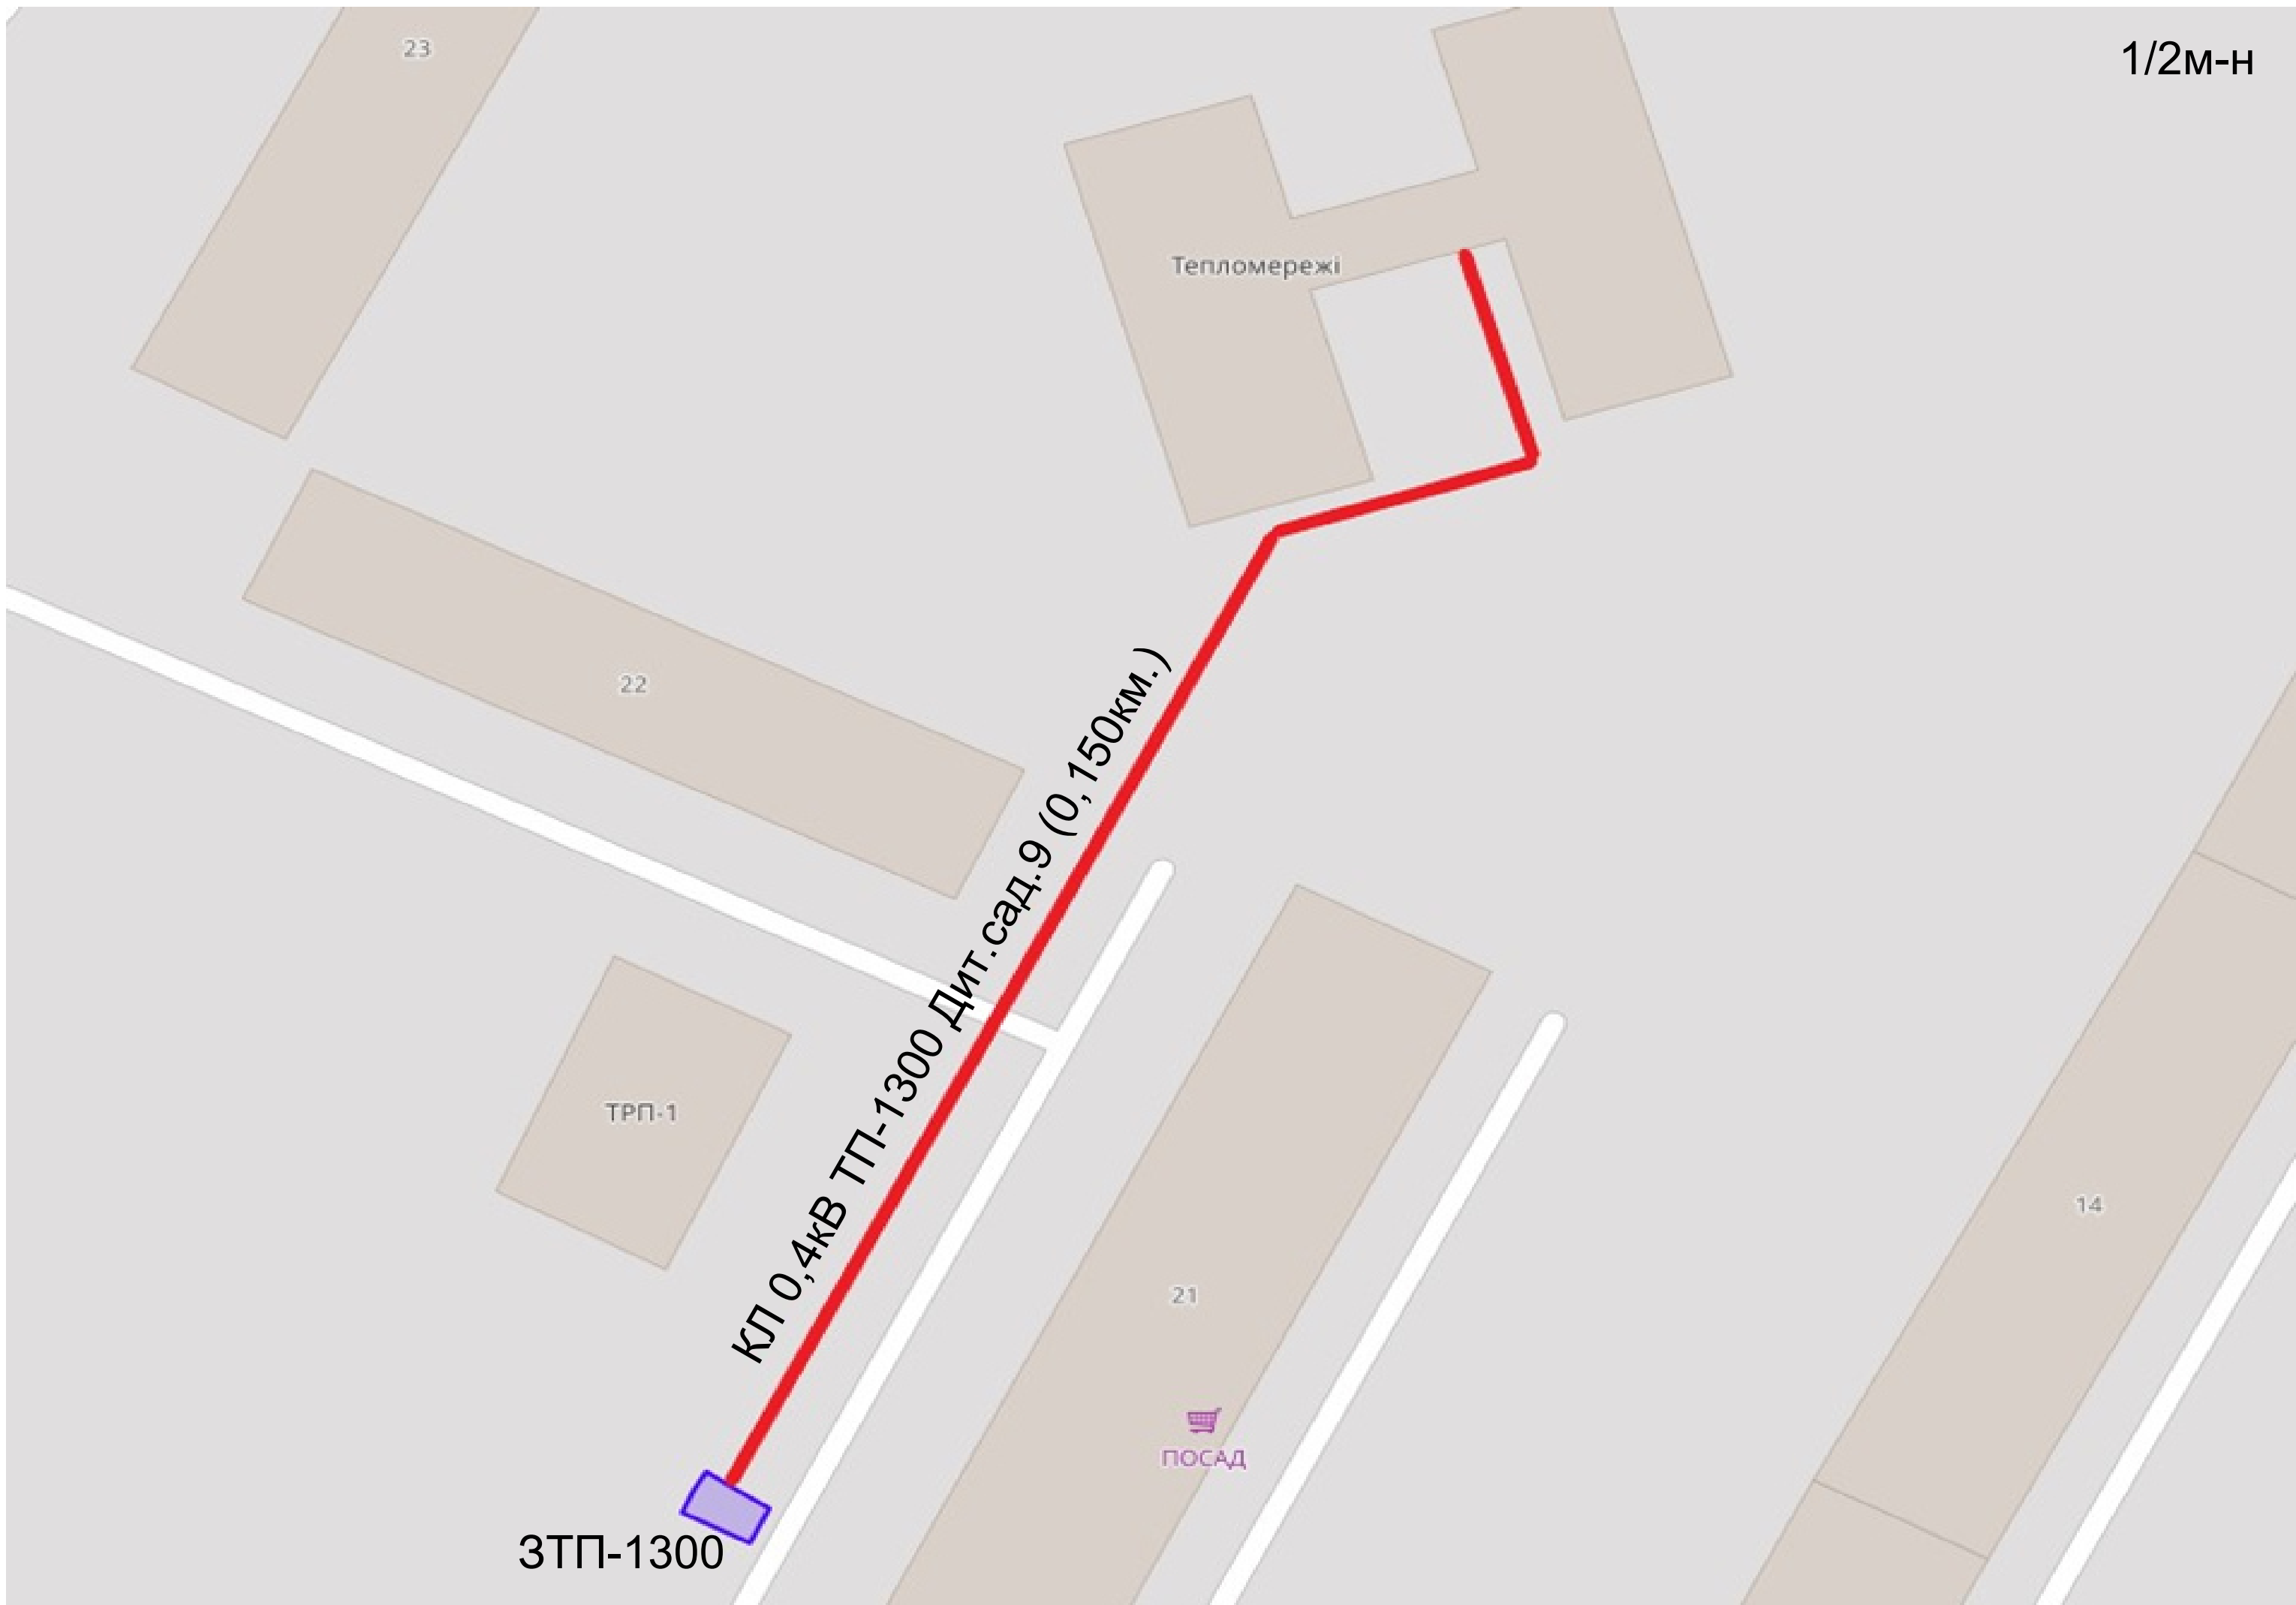 23
1/2м-н
Тепломережі
22
КЛ 0,4кВ ТП-1300 Дит.сад.9 (0,150км.)
ТРП-1
14
21
ПОСАД
ЗТП-1300